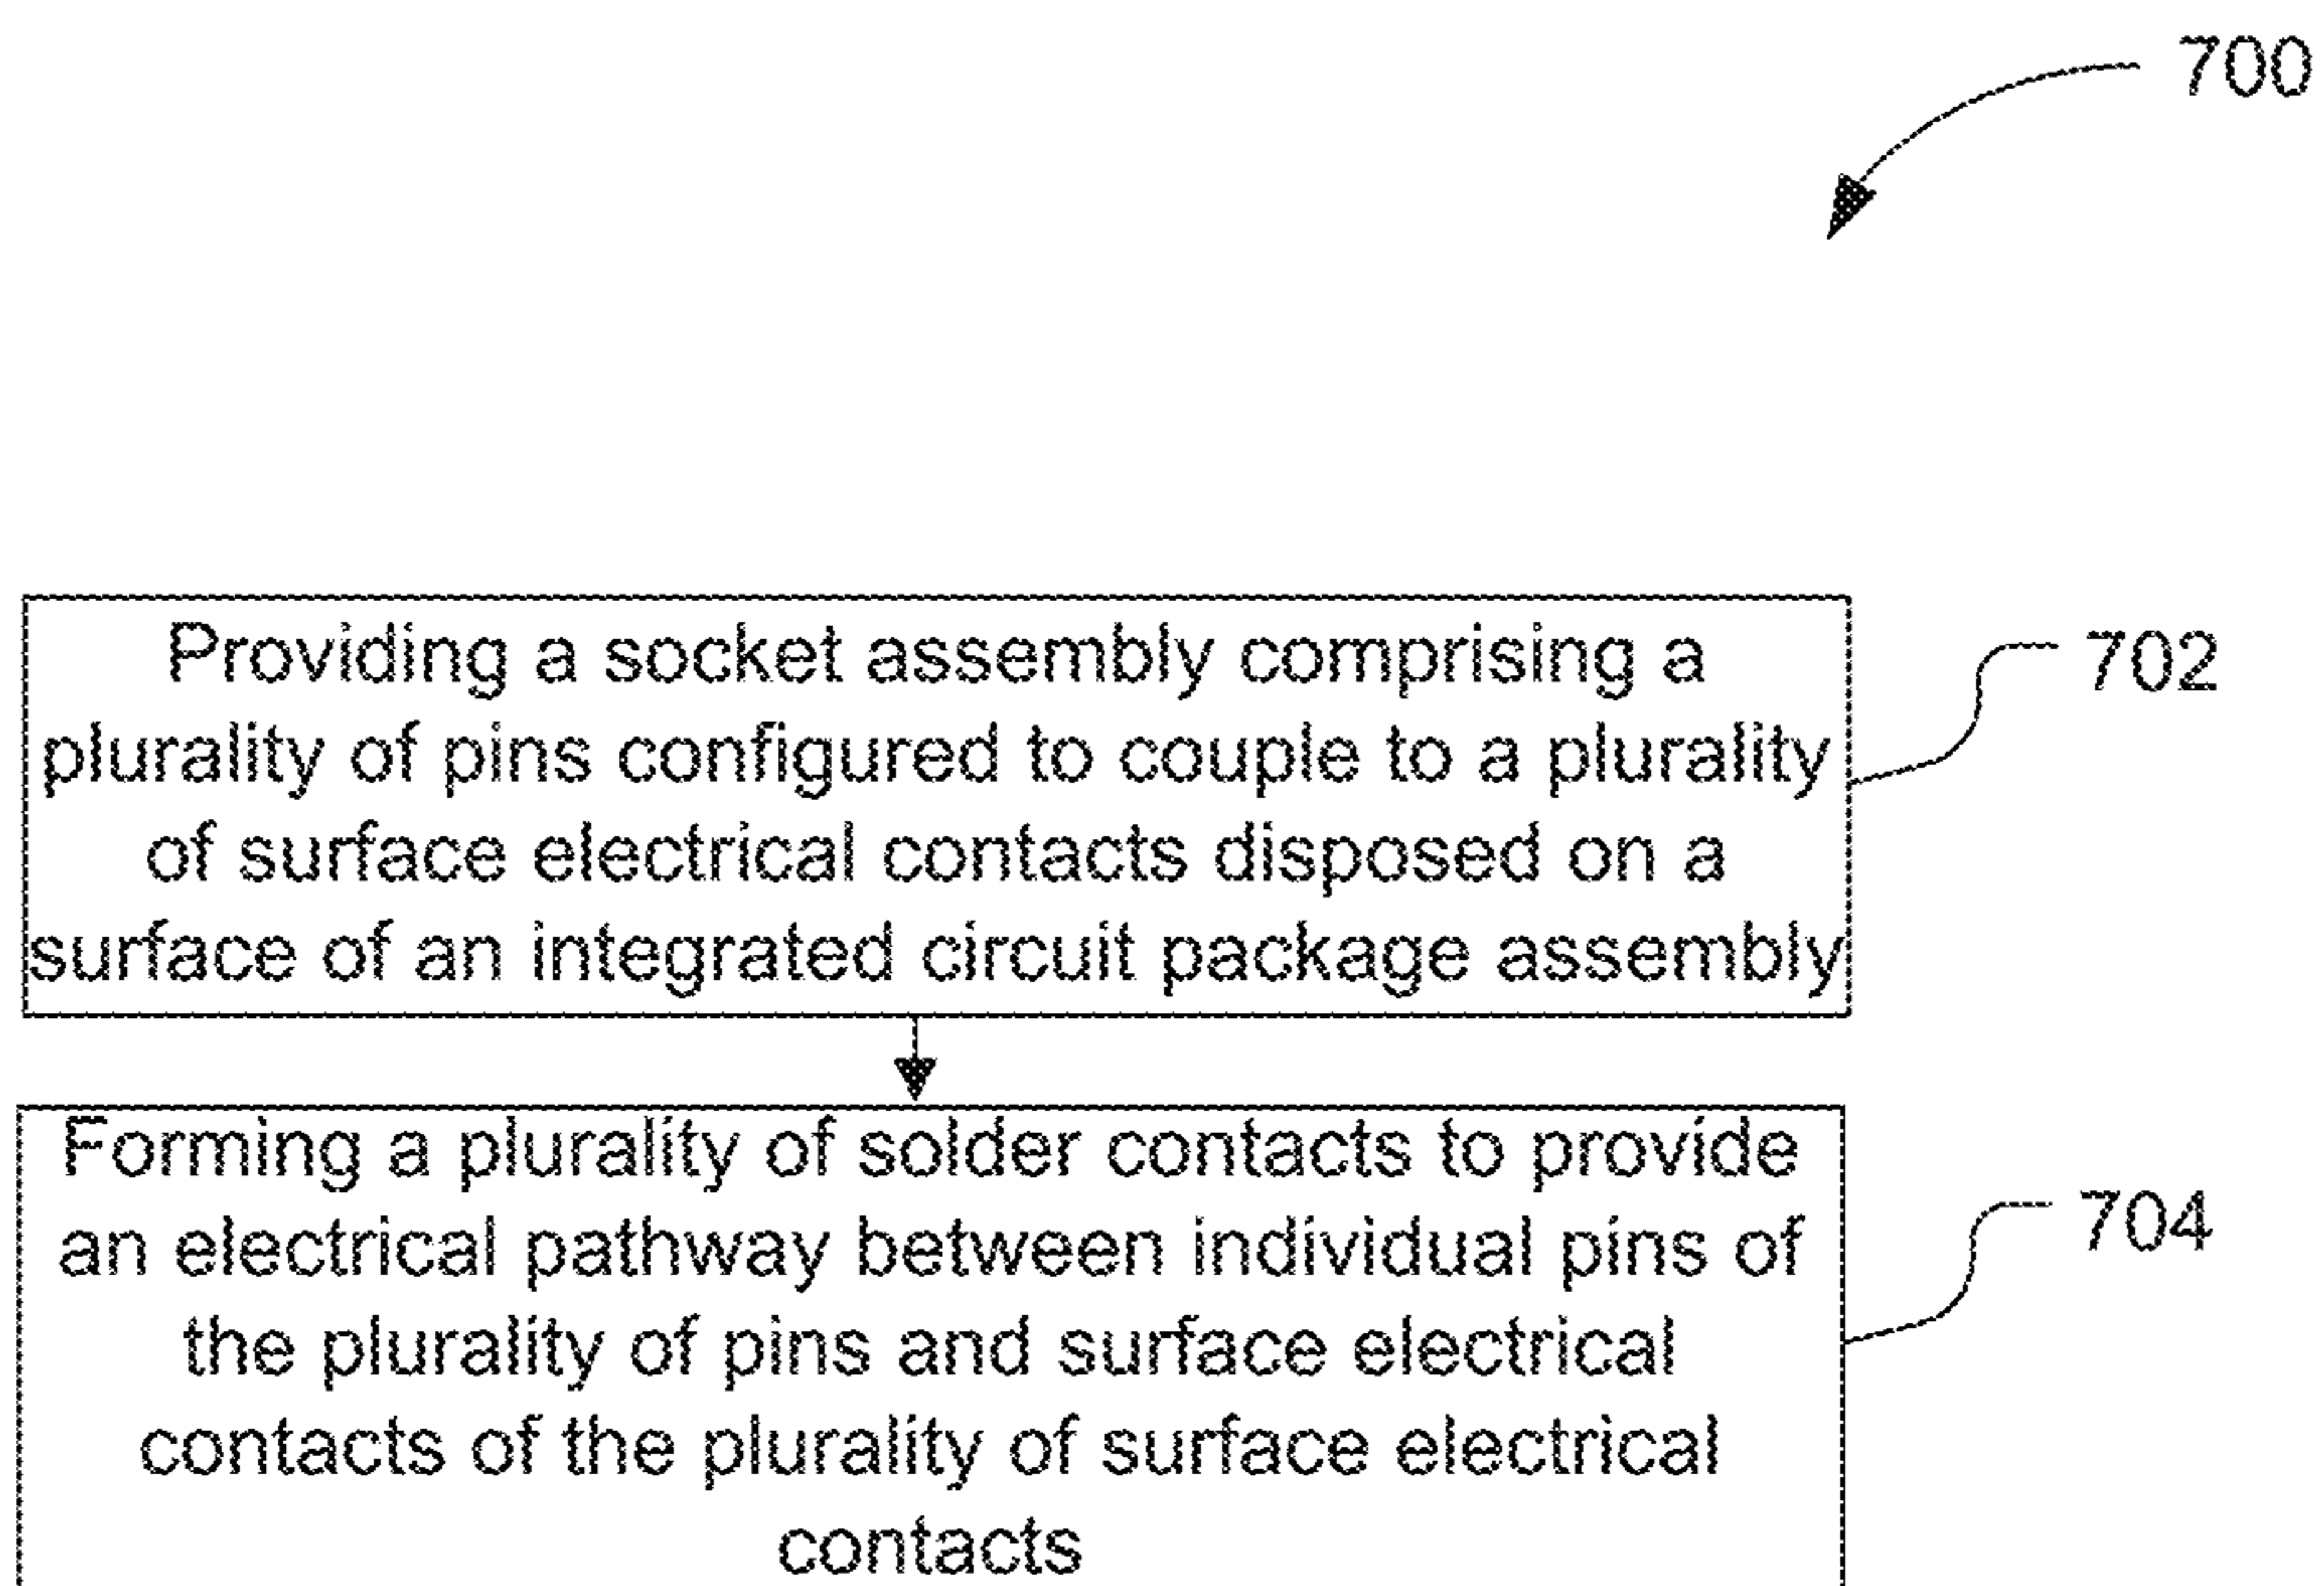 700
Providing a socket assembly comprising a
plurality of pins configured to couple to a plurality
of surface electrical contacts disposed on a
surface of an integrated circuit package assembly
702
Forming a plurality of solder contacts to provide
an electrical pathway between individual pins of
the plurality of pins and surface electrical
contacts of the plurality of surface electrical
contacts
704